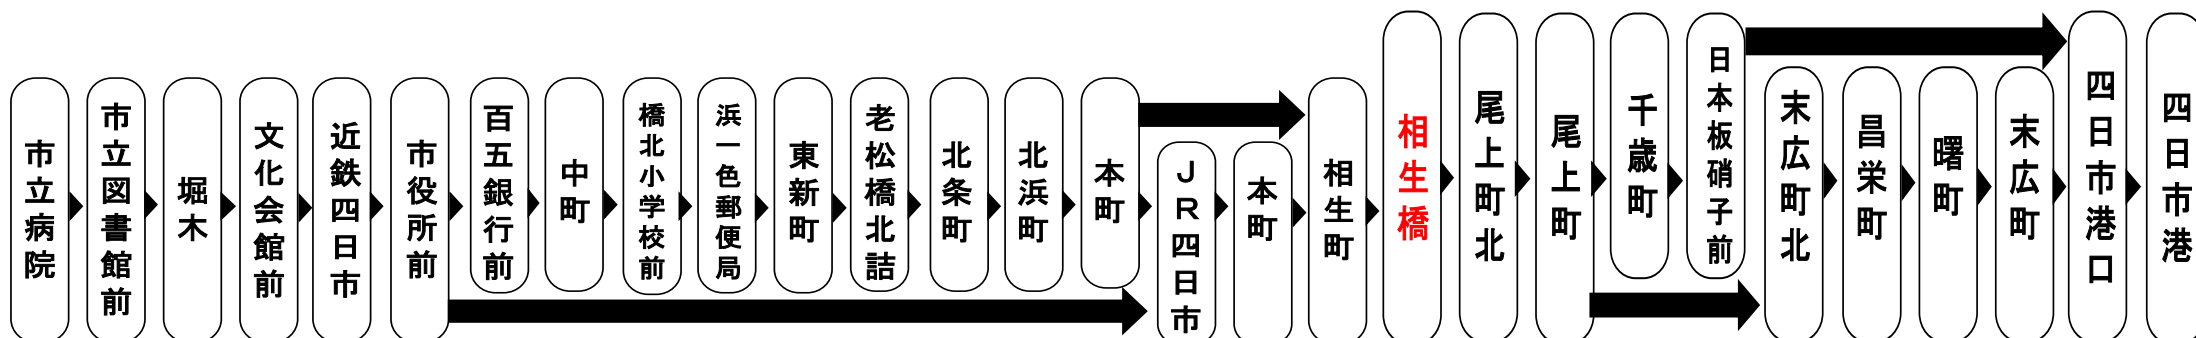 市立病院
市立図書館前
堀木
文化会館前
近鉄四日市
市役所前
百五銀行前
中町
橋北小学校前
浜一色郵便局
東新町
老松橋北詰
北条町
北浜町
本町
JR四日市
本町
相生町
相生橋
尾上町北
尾上町
千歳町
日本板硝子前
末広町北
昌栄町
曙町
末広町
四日市港口
四日市港